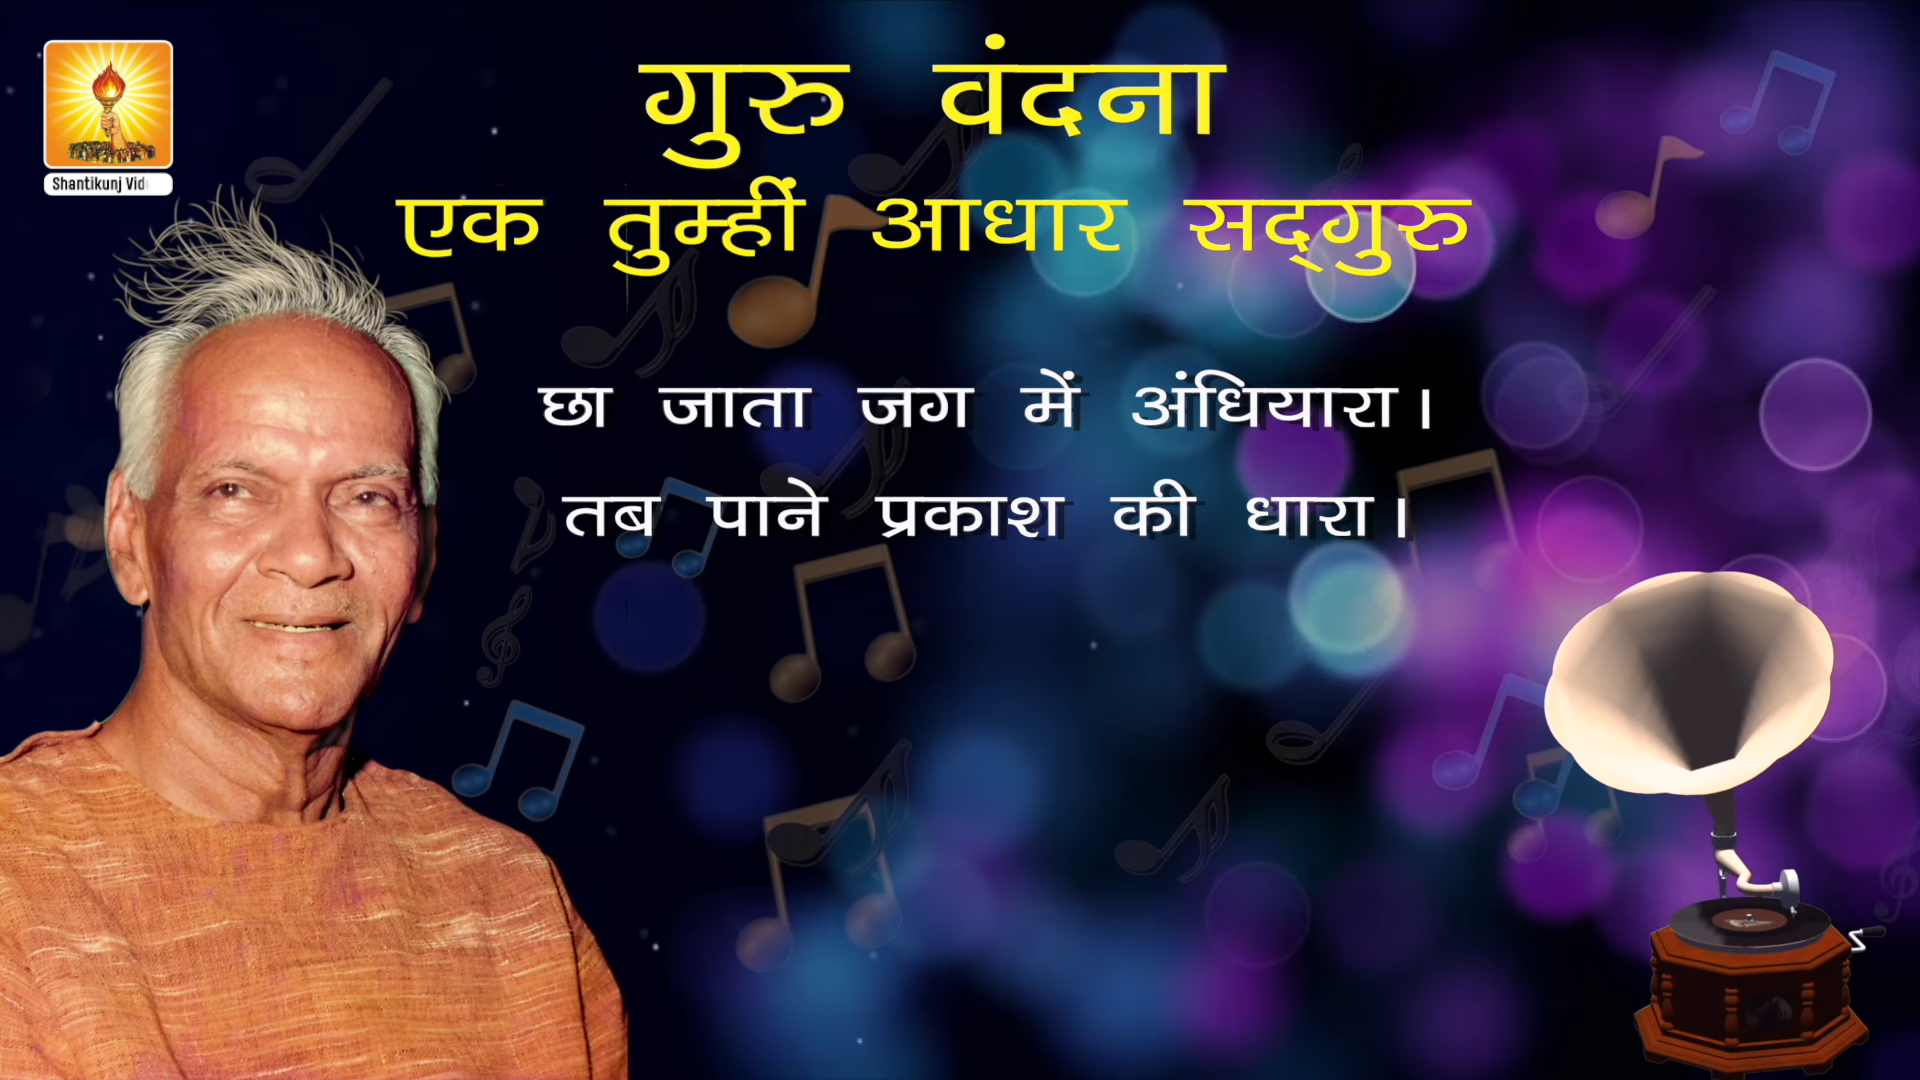 Shantikunj Vid
गुरु वंदना
एक तुम्हीं आधार सद्‌गुरु
छा जाता जग में अंधियारा।
तब पाने प्रकाश की धारा।